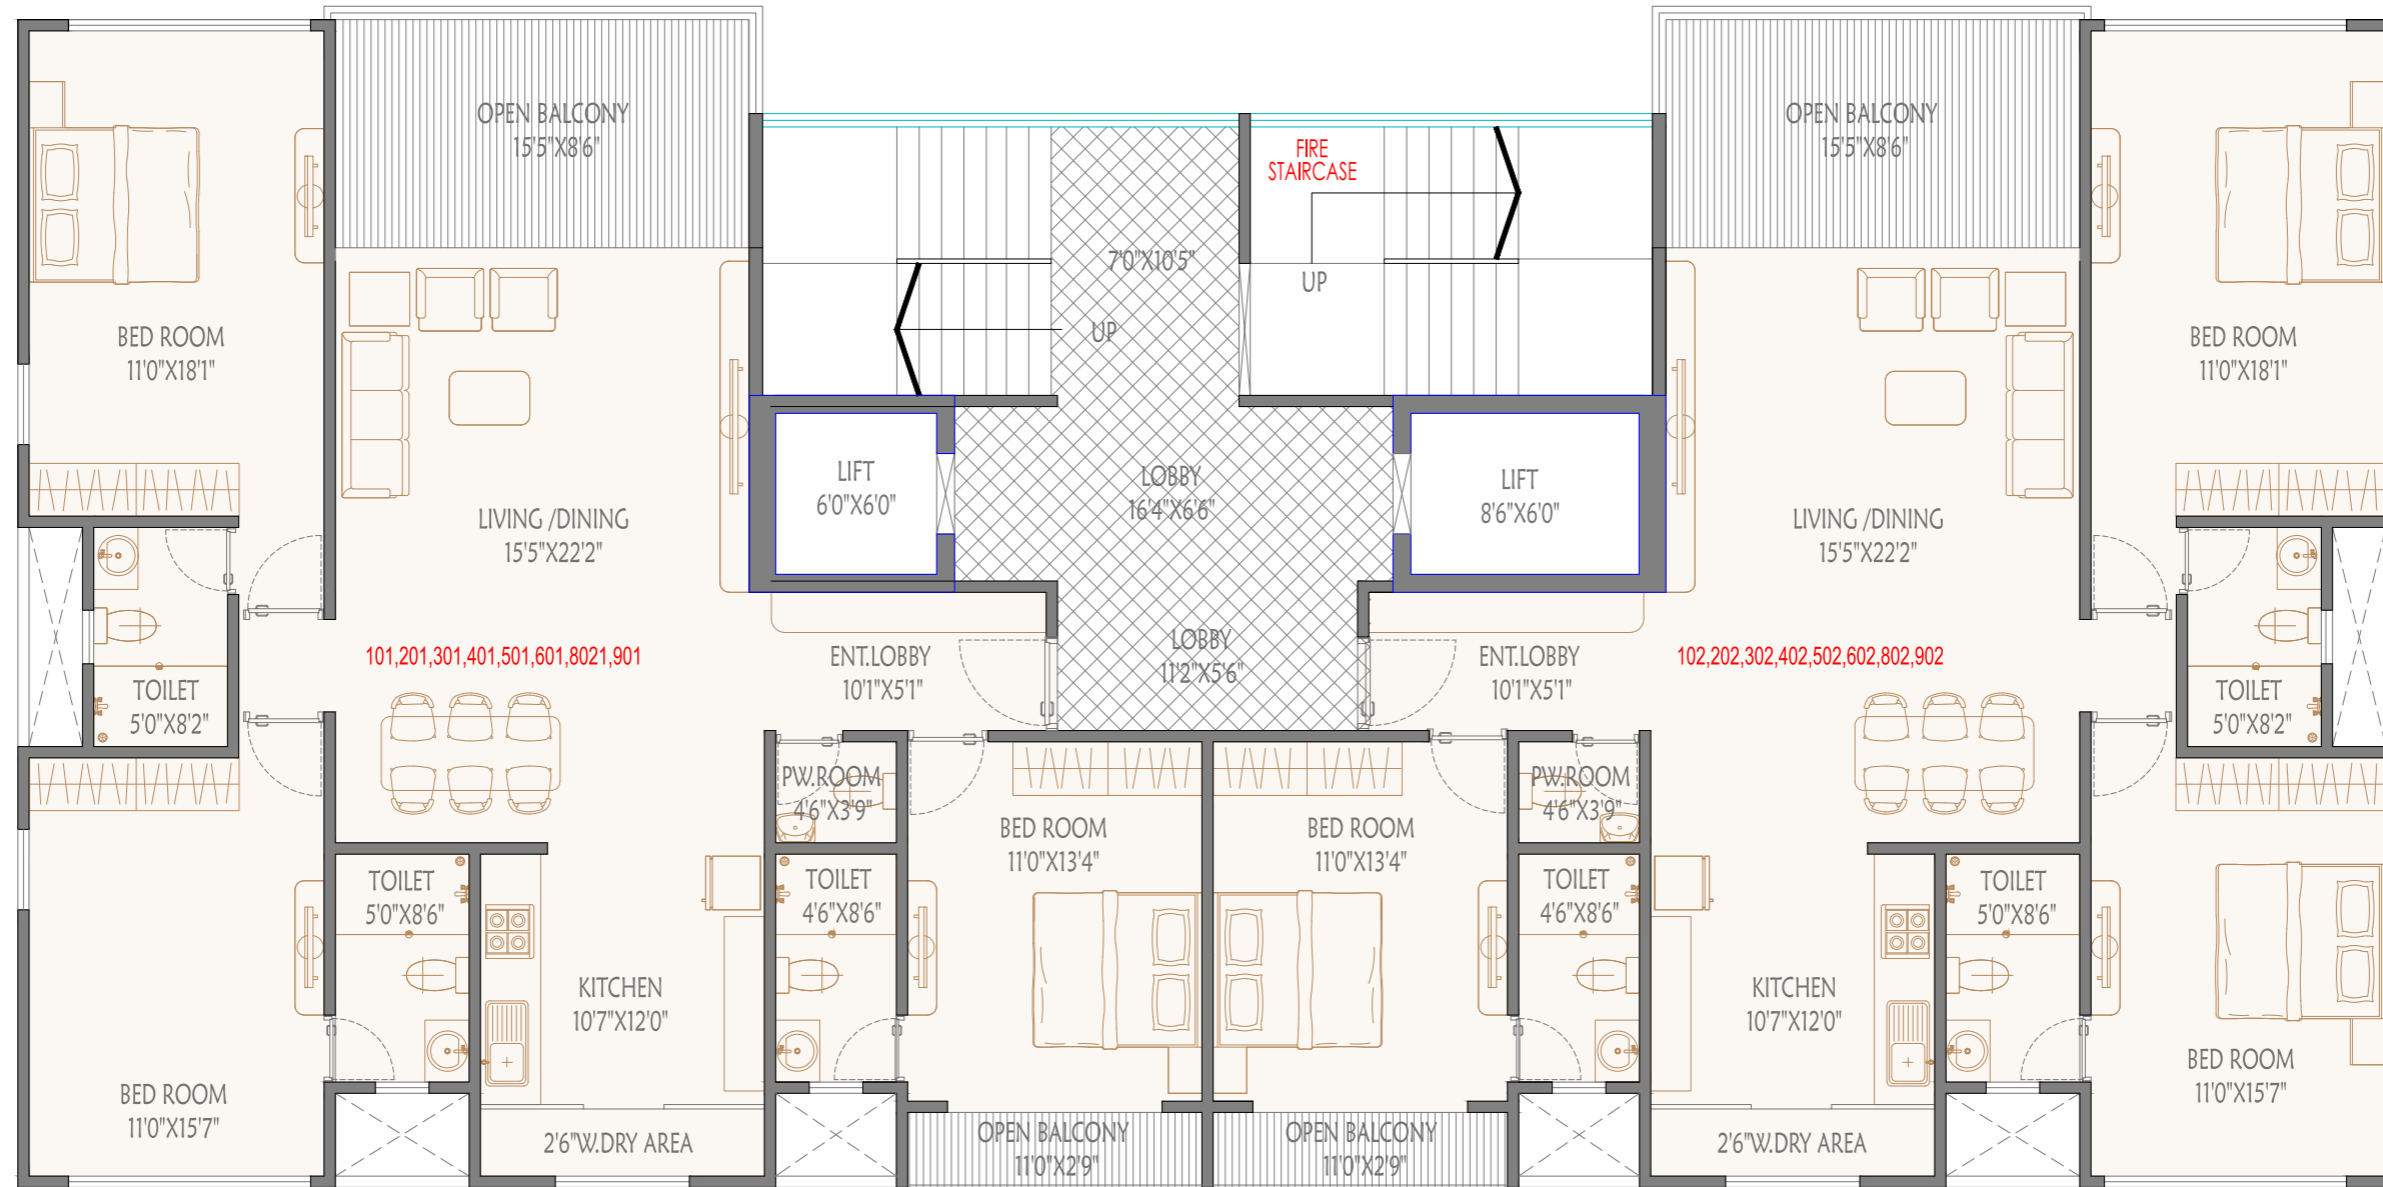 OPEN BALCONY
15'5"X8'6"
FIRE
STAIRCASE
OPEN BALCONY
15'5"X8'6"
7'0"X10'5"
UP
UP
BED ROOM
11'0"X18'1"
BED ROOM
11'0"X18'1"
LIFT
6'0"X6'0"
LOBBY
16'4"X6'6"
LIFT
8'6"X6'0"
LIVING /DINING
15'5"X22'2"
LIVING /DINING
15'5"X22'2"
101,201,301,401,501,601,8021,901
ENT.LOBBY
10'1"X5'1"
LOBBY
11'2"X5'6"
ENT.LOBBY
10'1"X5'1"
102,202,302,402,502,602,802,902
TOILET
5'0"X8'2"
TOILET
5'0"X8'2"
PW.ROOM
4'6"X3'9"
PW.ROOM
4'6"X3'9"
BED ROOM
11'0"X13'4"
BED ROOM
11'0"X13'4"
TOILET
5'0"X8'6"
TOILET
4'6"X8'6"
TOILET
4'6"X8'6"
TOILET
5'0"X8'6"
KITCHEN
10'7"X12'0"
KITCHEN
10'7"X12'0"
BED ROOM
11'0"X15'7"
BED ROOM
11'0"X15'7"
2'6"W.DRY AREA
OPEN BALCONY
11'0"X2'9"
OPEN BALCONY
11'0"X2'9"
2'6"W.DRY AREA